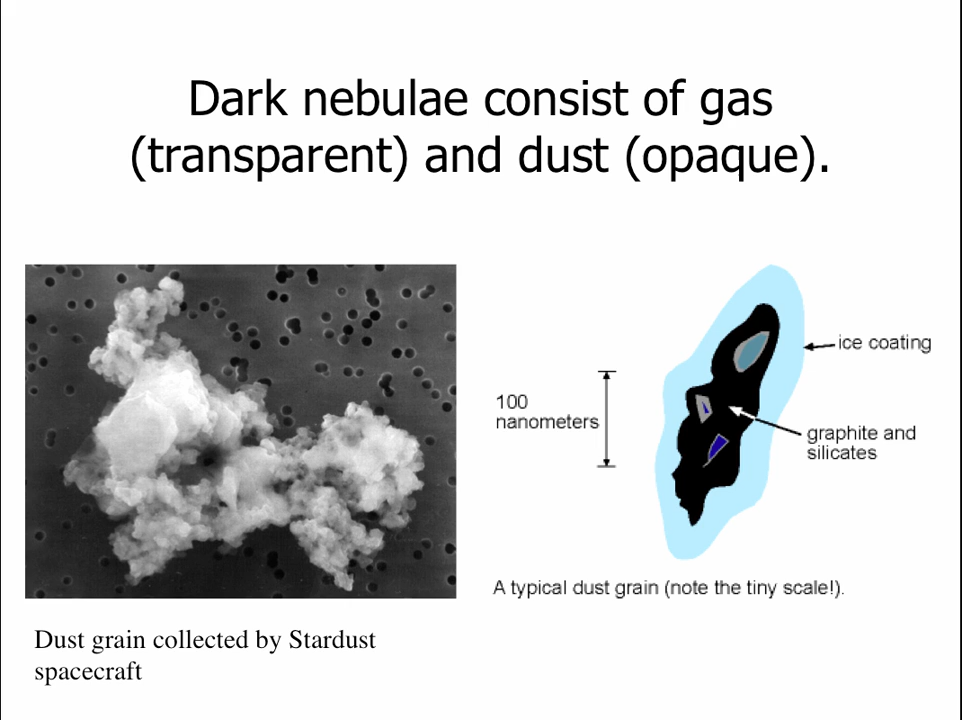 Dark nebulae consist of gas
(transparent) and dust (opaque).
ice coating
100
nanometers
graphite and
silicates
A typical dust grain (note the tiny scale!).
Dust grain collected by Stardust
spacecraft